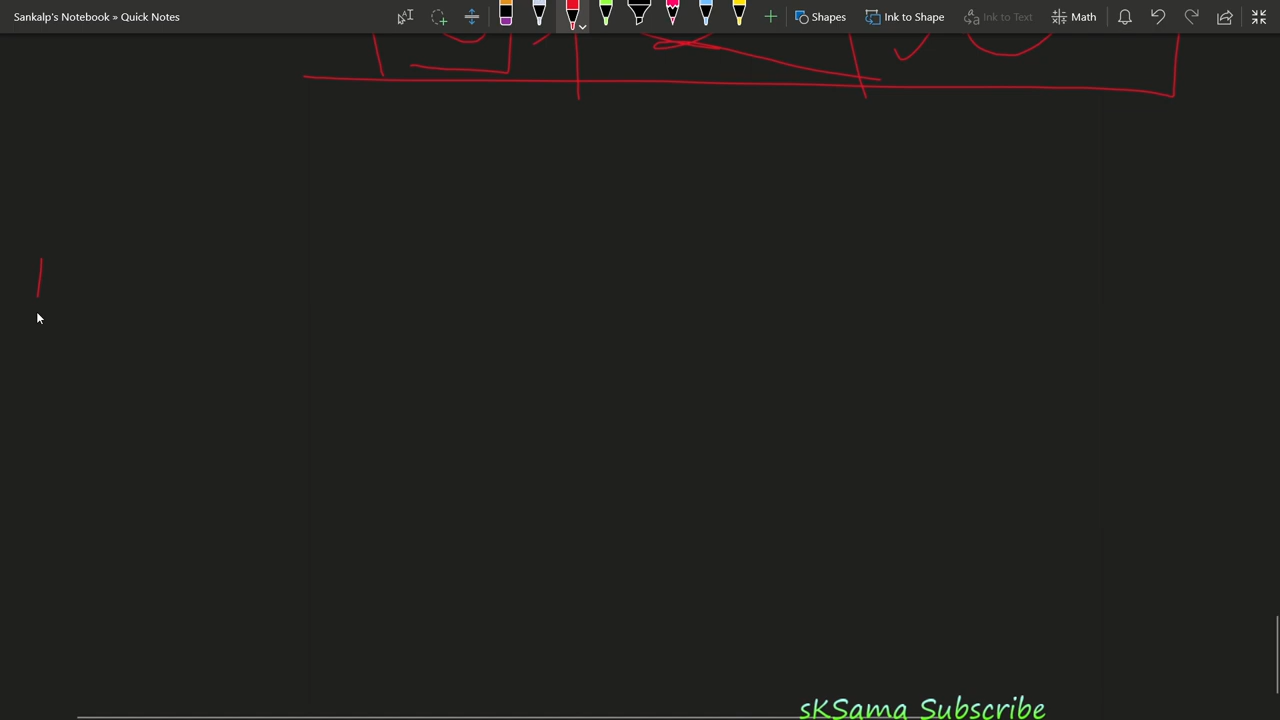 Sankalp's Notebook » Quick Notes
Shapes
Ink to Shape
Ink to Text
Math
sKSama Subscribe